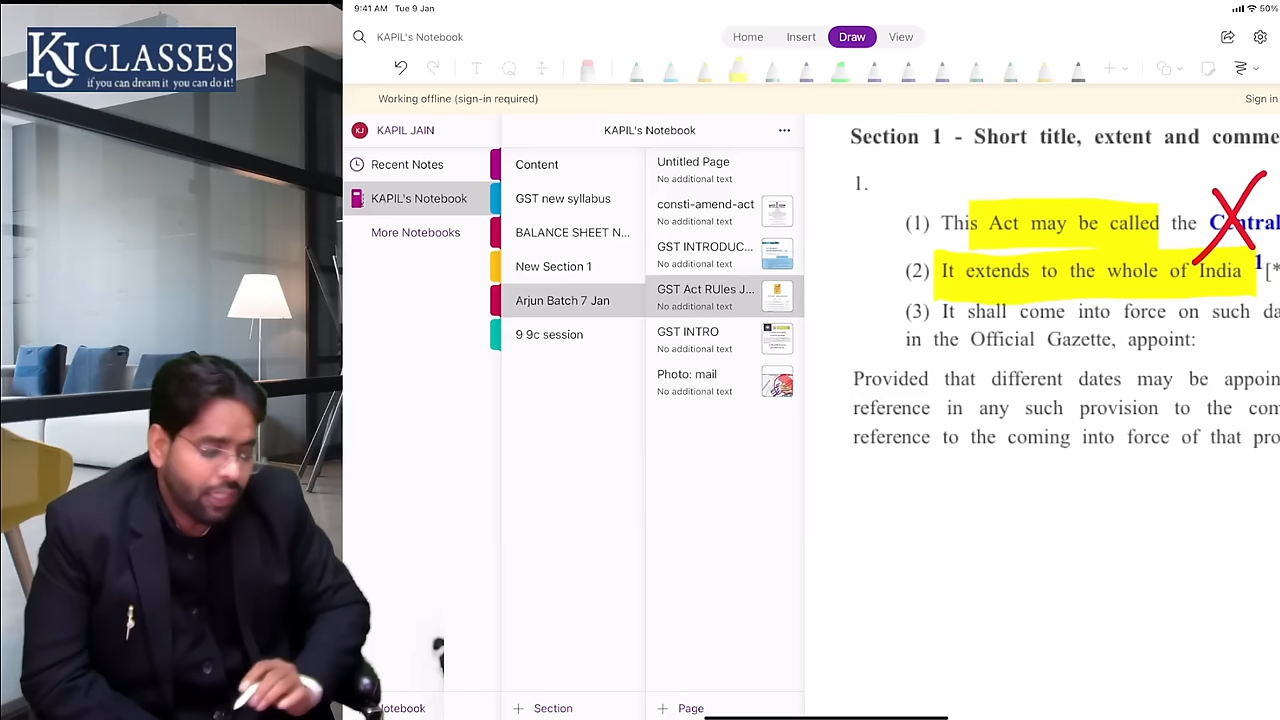 KJ CLASSES
if you can dream it you can do it!
9:41 AM Tue 9 Jan
50%
KAPIL's Notebook
Home Insert Draw View
Working offline (sign-in required)
Sign in
KJ KAPIL JAIN
Recent Notes
KAPIL's Notebook
More Notebooks
Content
GST new syllabus
BALANCE SHEET N...
New Section 1
Arjun Batch 7 Jan
9 9c session
KAPIL's Notebook
Untitled Page
No additional text
consti-amend-act
No additional text
GST INTRODUC...
No additional text
GST Act RUles J...
No additional text
GST INTRO
No additional text
Photo: mail
No additional text
otebook
+ Section
+ Page
Section 1 - Short title, extent and comme
1.
(1) This Act may be called the Central
(2) It extends to the whole of India 1[*
(3) It shall come into force on such da
in the Official Gazette, appoint:
Provided that different dates may be appoin
reference in any such provision to the com
reference to the coming into force of that pro